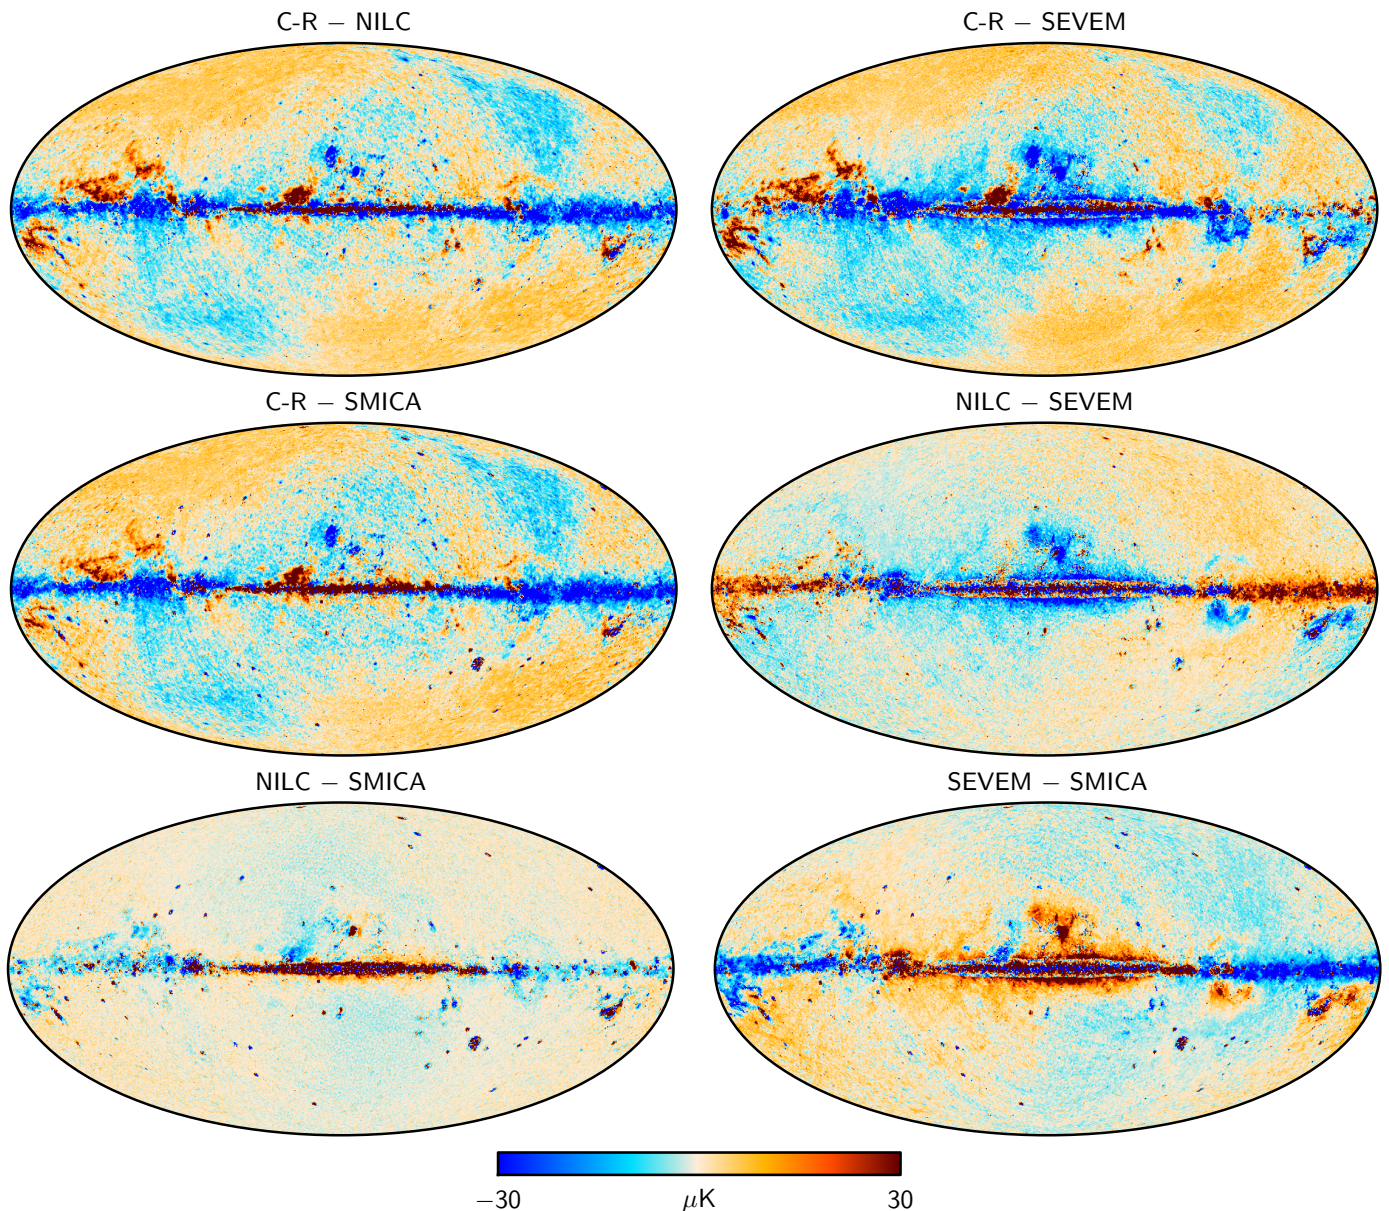 C-R − NILC
C-R − SEVEM
C-R − SMICA
NILC − SEVEM
NILC − SMICA
SEVEM − SMICA
−30
μK
30